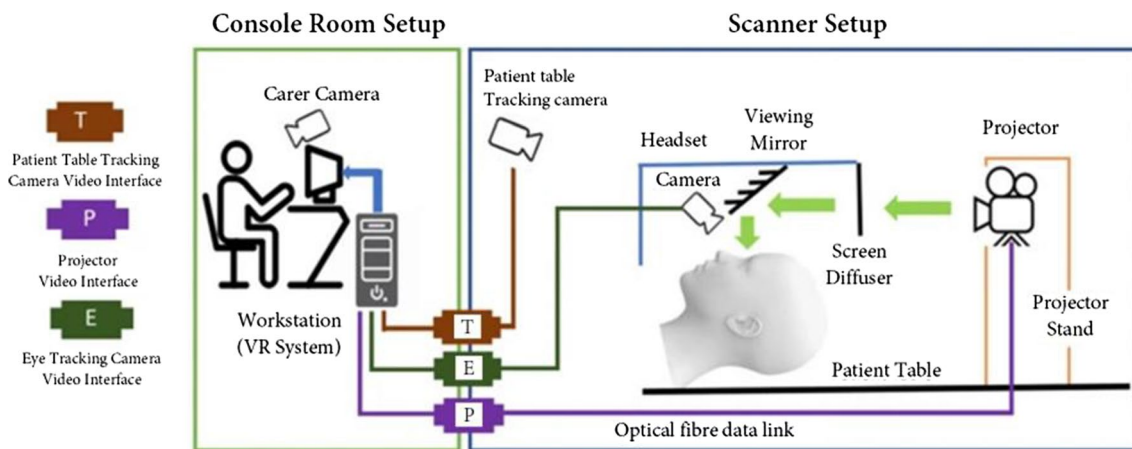 Console Room Setup
Scanner Setup
T
Patient Table Tracking
Camera Video Interface
P
Projector
Video Interface
E
Eye Tracking Camera
Video Interface
Carer Camera
Workstation
(VR System)
T
E
P
Patient table
Tracking camera
Headset
Camera
Viewing
Mirror
Screen
Diffuser
Projector
Projector
Stand
Patient Table
Optical fibre data link